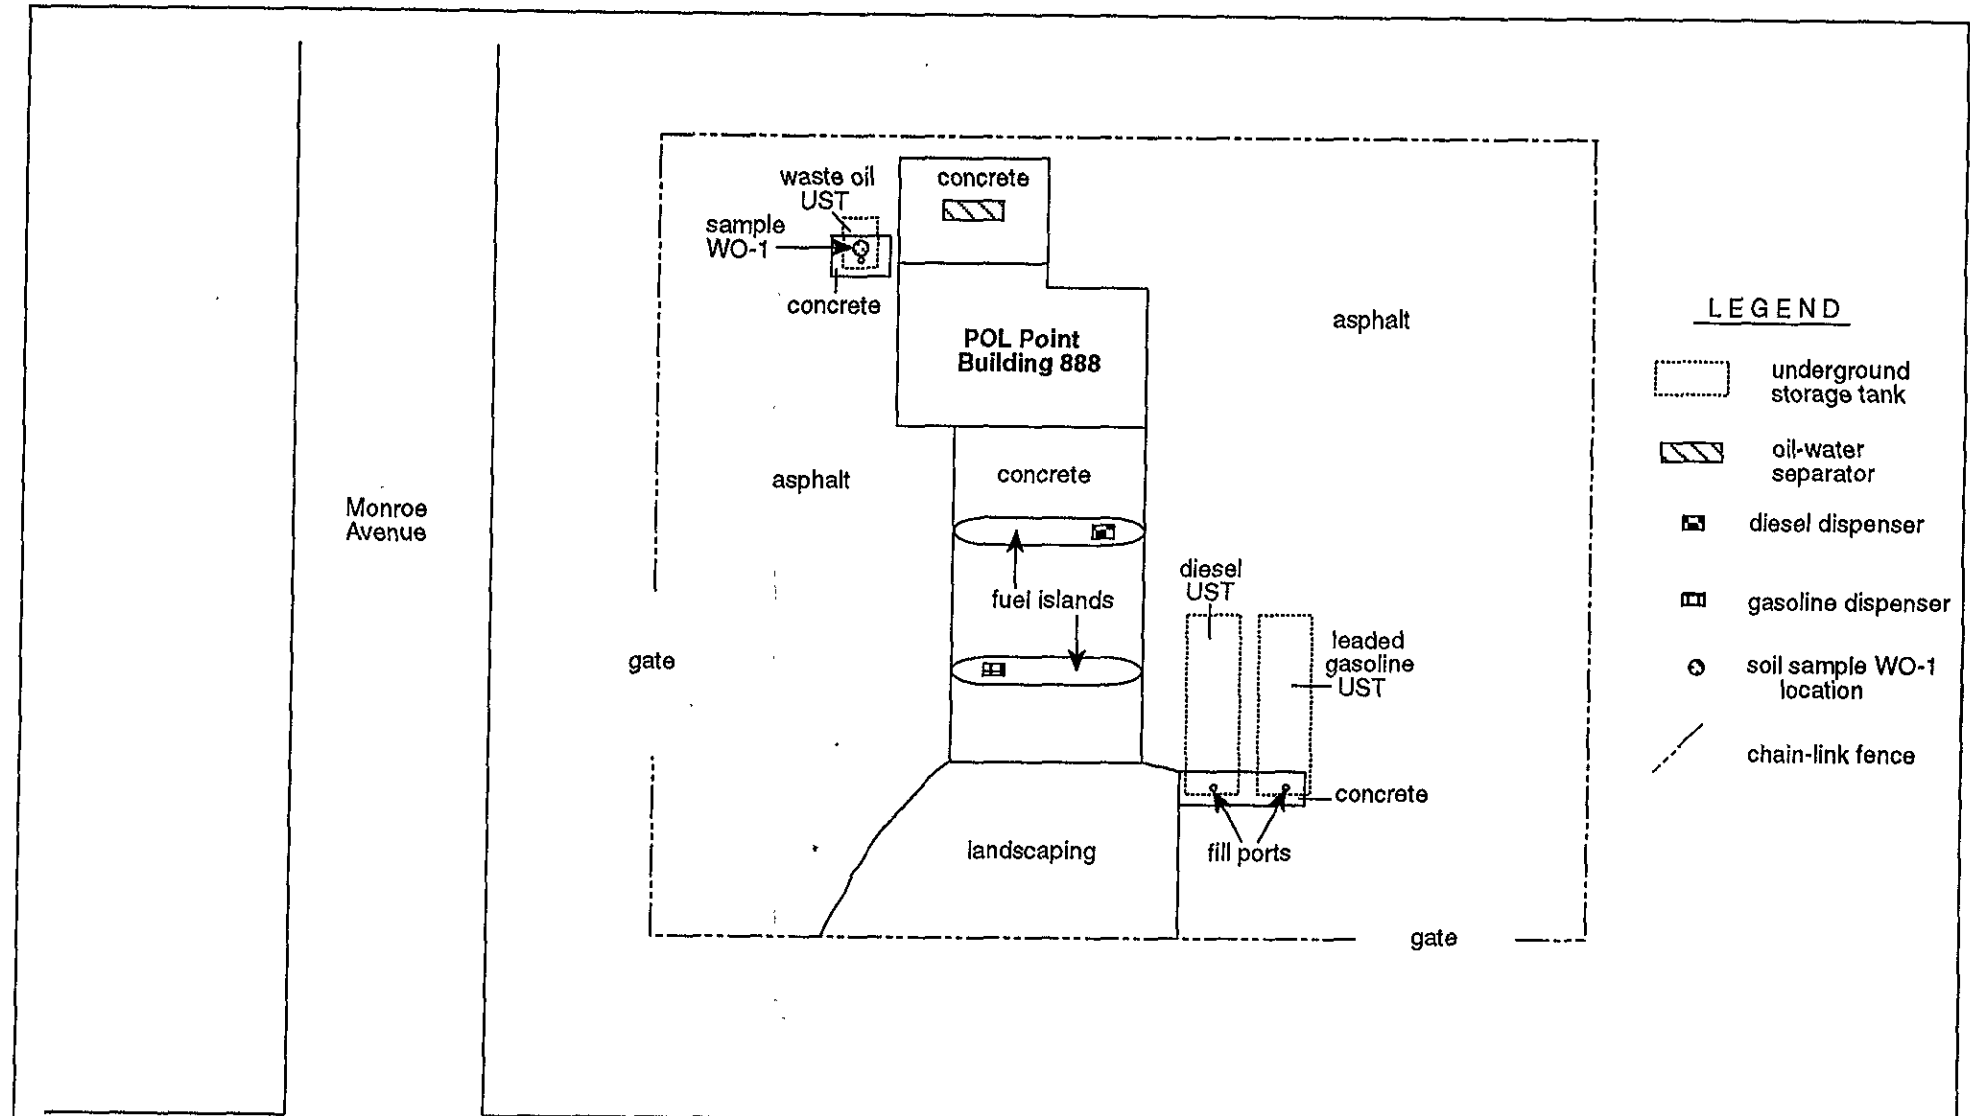 waste oil
UST
sample
WO-1
concrete
concrete
POL Point
Building 888
asphalt
asphalt
concrete
Monroe
Avenue
fuel islands
diesel
UST
leaded
gasoline
UST
gate
concrete
fill ports
landscaping
gate
LEGEND
underground
storage tank
oil-water
separator
diesel dispenser
gasoline dispenser
soil sample WO-1
location
chain-link fence